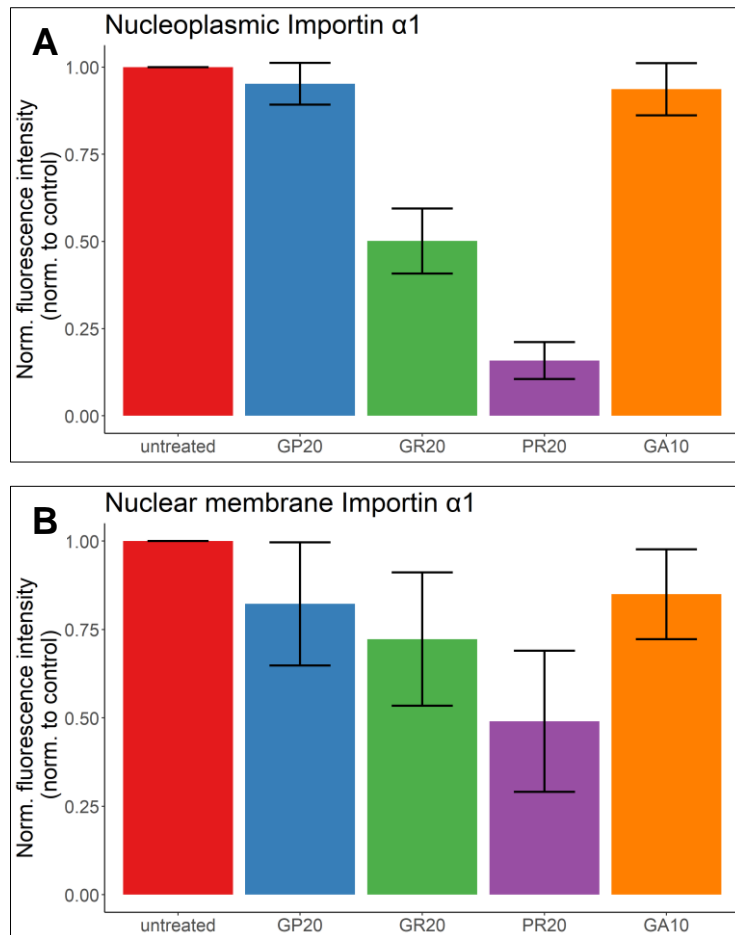 A
Nucleoplasmic Importin α1
Norm. fluorescence intensity
(norm. to control)
1.00
0.75
0.50
0.25
0.00
untreated GP20 GR20 PR20 GA10
B
Nuclear membrane Importin α1
Norm. fluorescence intensity
(norm. to control)
1.00
0.75
0.50
0.25
0.00
untreated GP20 GR20 PR20 GA10